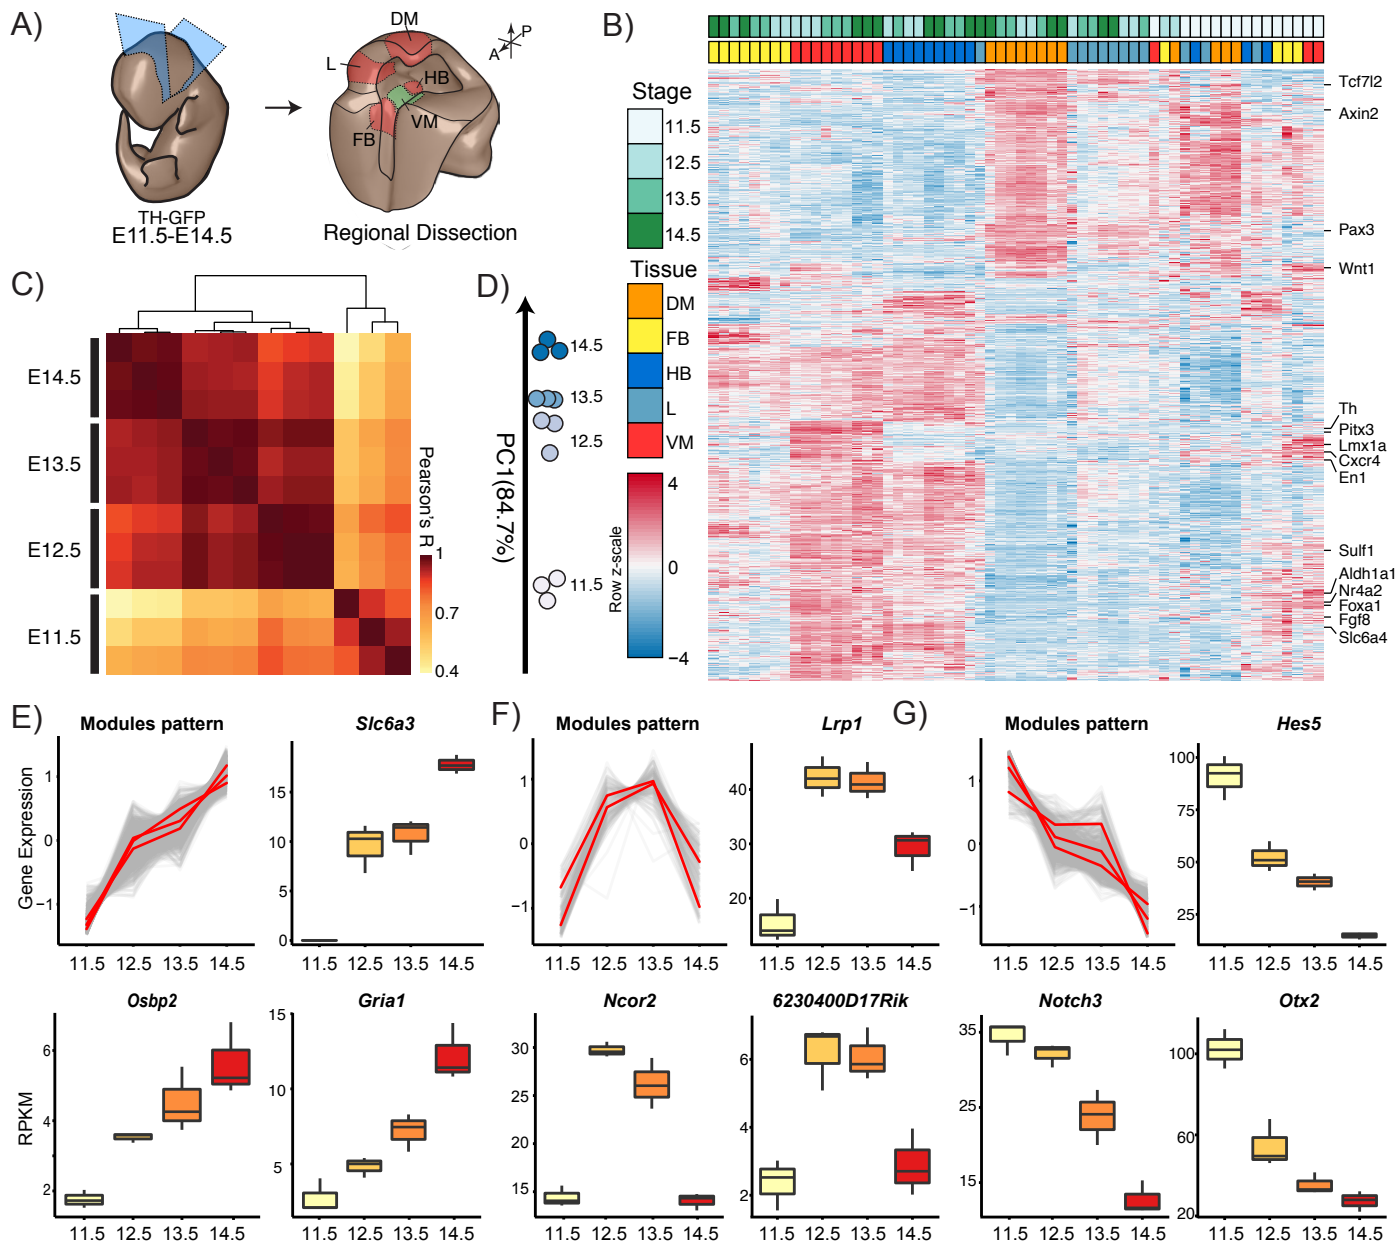 A)
DM
P
A
L
HB
VM
FB
TH-GFP
E11.5-E14.5
Regional Dissection
B)
Stage
11.5
12.5
13.5
14.5
Tissue
DM
FB
HB
L
VM
4
0
−4
Row z-scale
Tcf7l2
Axin2
Pax3
Wnt1
Th
Pitx3
Lmx1a
Cxcr4
En1
Sulf1
Aldh1a1
Nr4a2
Foxa1
Fgf8
Slc6a4
C)
E14.5
E13.5
E12.5
E11.5
Pearson's R
1
0.7
0.4
D)
PC1(84.7%)
14.5
13.5
12.5
11.5
E)
Modules pattern
Gene Expression
1
0
−1
11.5 12.5 13.5 14.5
Slc6a3
15
10
5
0
11.5 12.5 13.5 14.5
Osbp2
RPKM
6
4
2
11.5 12.5 13.5 14.5
Gria1
15
10
5
11.5 12.5 13.5 14.5
F)
Modules pattern
1
0
−1
11.5 12.5 13.5 14.5
Lrp1
40
30
20
11.5 12.5 13.5 14.5
Ncor2
30
25
20
15
11.5 12.5 13.5 14.5
6230400D17Rik
6
4
2
11.5 12.5 13.5 14.5
G)
Modules pattern
1
0
−1
11.5 12.5 13.5 14.5
Hes5
100
75
50
25
11.5 12.5 13.5 14.5
Notch3
35
25
15
11.5 12.5 13.5 14.5
Otx2
100
60
20
11.5 12.5 13.5 14.5